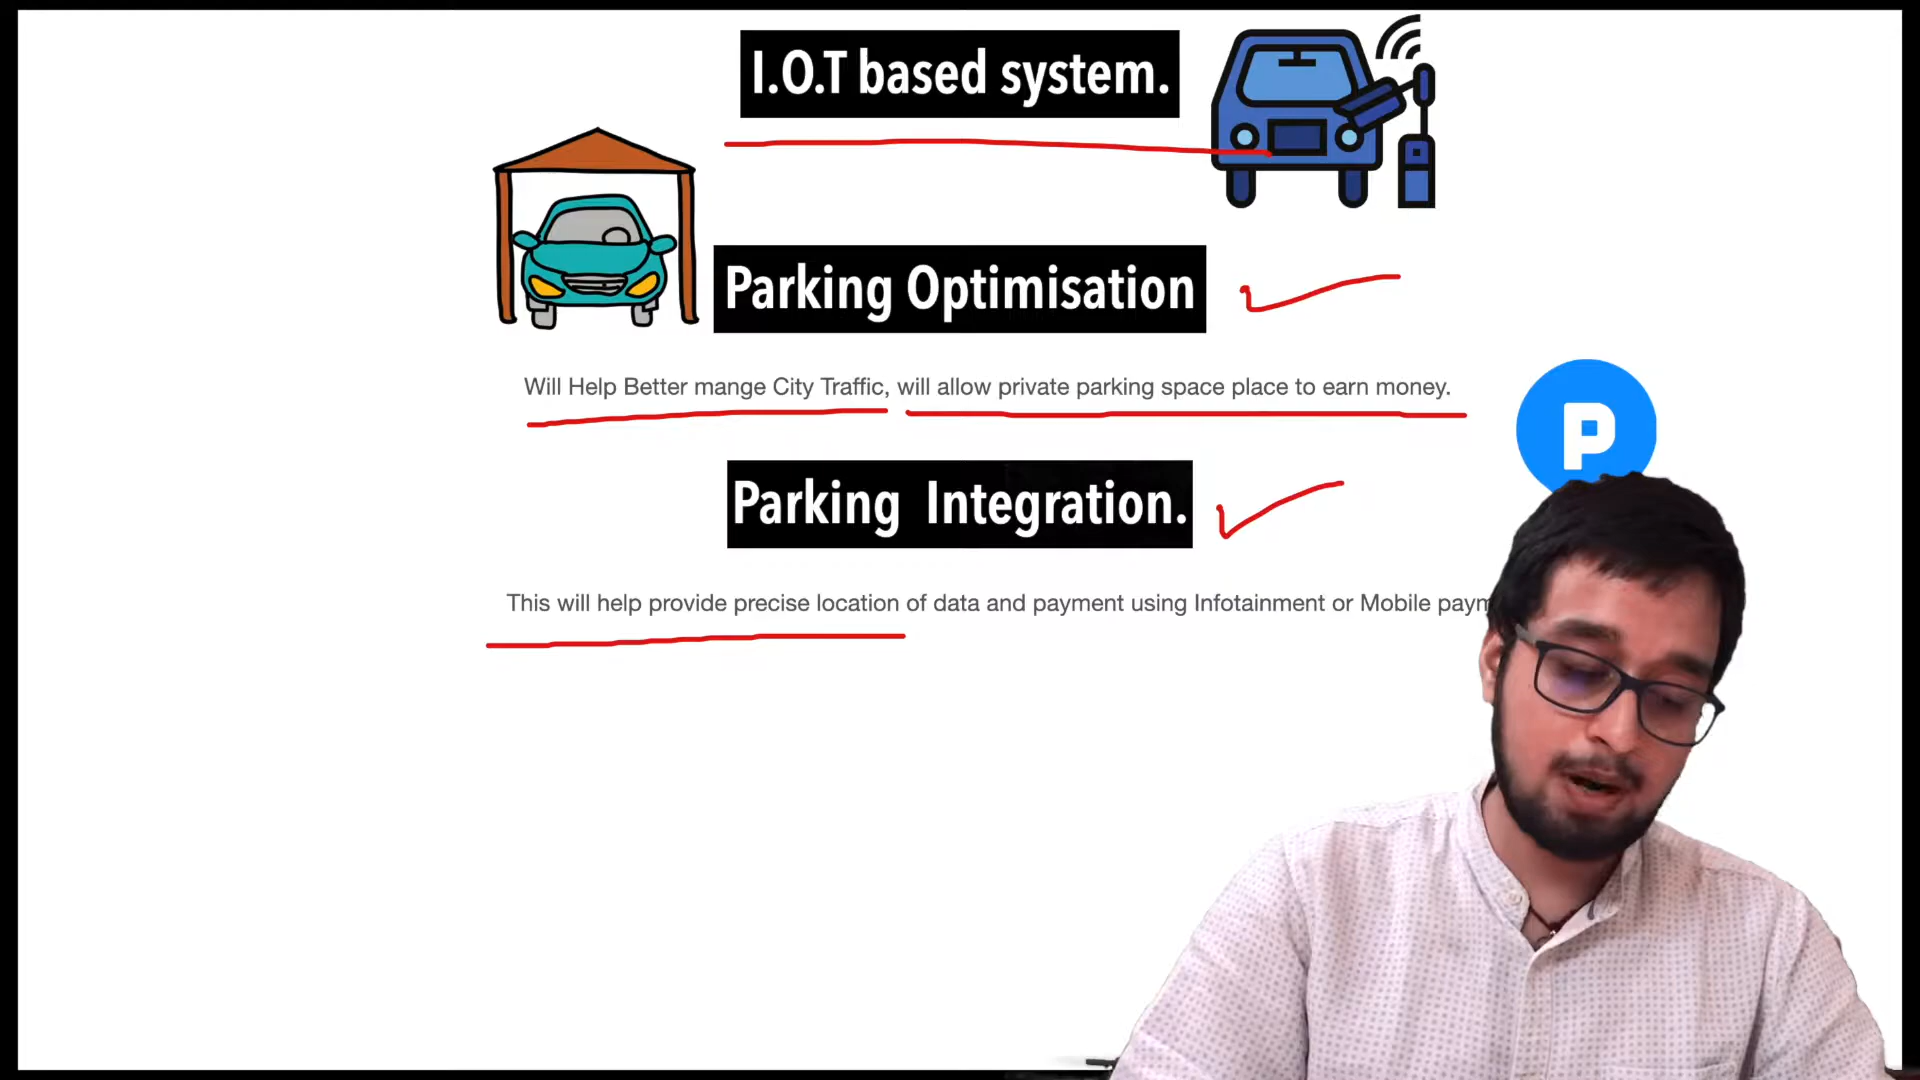 I.O.T based system.
Parking Optimisation
Will Help Better mange City Traffic, will allow private parking space place to earn money.
P
Parking Integration.
This will help provide precise location of data and payment using Infotainment or Mobile